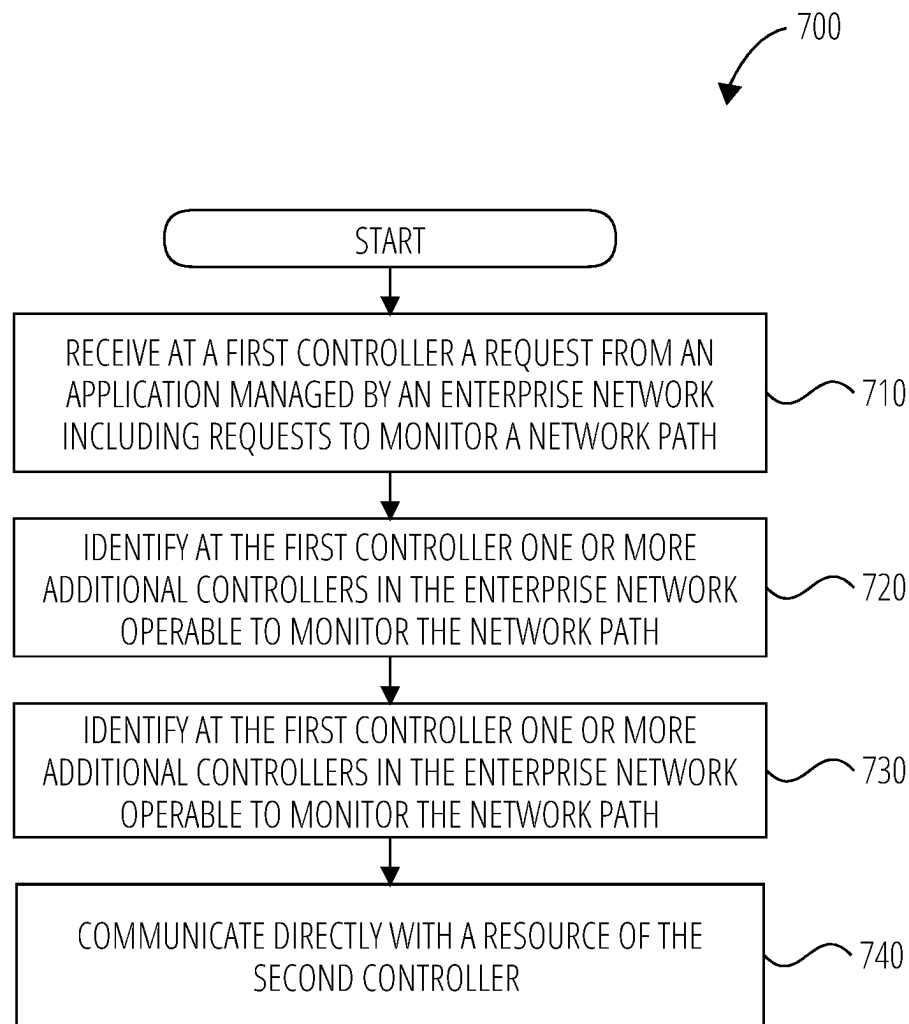 700
START
RECEIVE AT A FIRST CONTROLLER A REQUEST FROM AN
APPLICATION MANAGED BY AN ENTERPRISE NETWORK
INCLUDING REQUESTS TO MONITOR A NETWORK PATH
710
IDENTIFY AT THE FIRST CONTROLLER ONE OR MORE
ADDITIONAL CONTROLLERS IN THE ENTERPRISE NETWORK
OPERABLE TO MONITOR THE NETWORK PATH
720
IDENTIFY AT THE FIRST CONTROLLER ONE OR MORE
ADDITIONAL CONTROLLERS IN THE ENTERPRISE NETWORK
OPERABLE TO MONITOR THE NETWORK PATH
730
COMMUNICATE DIRECTLY WITH A RESOURCE OF THE
SECOND CONTROLLER
740